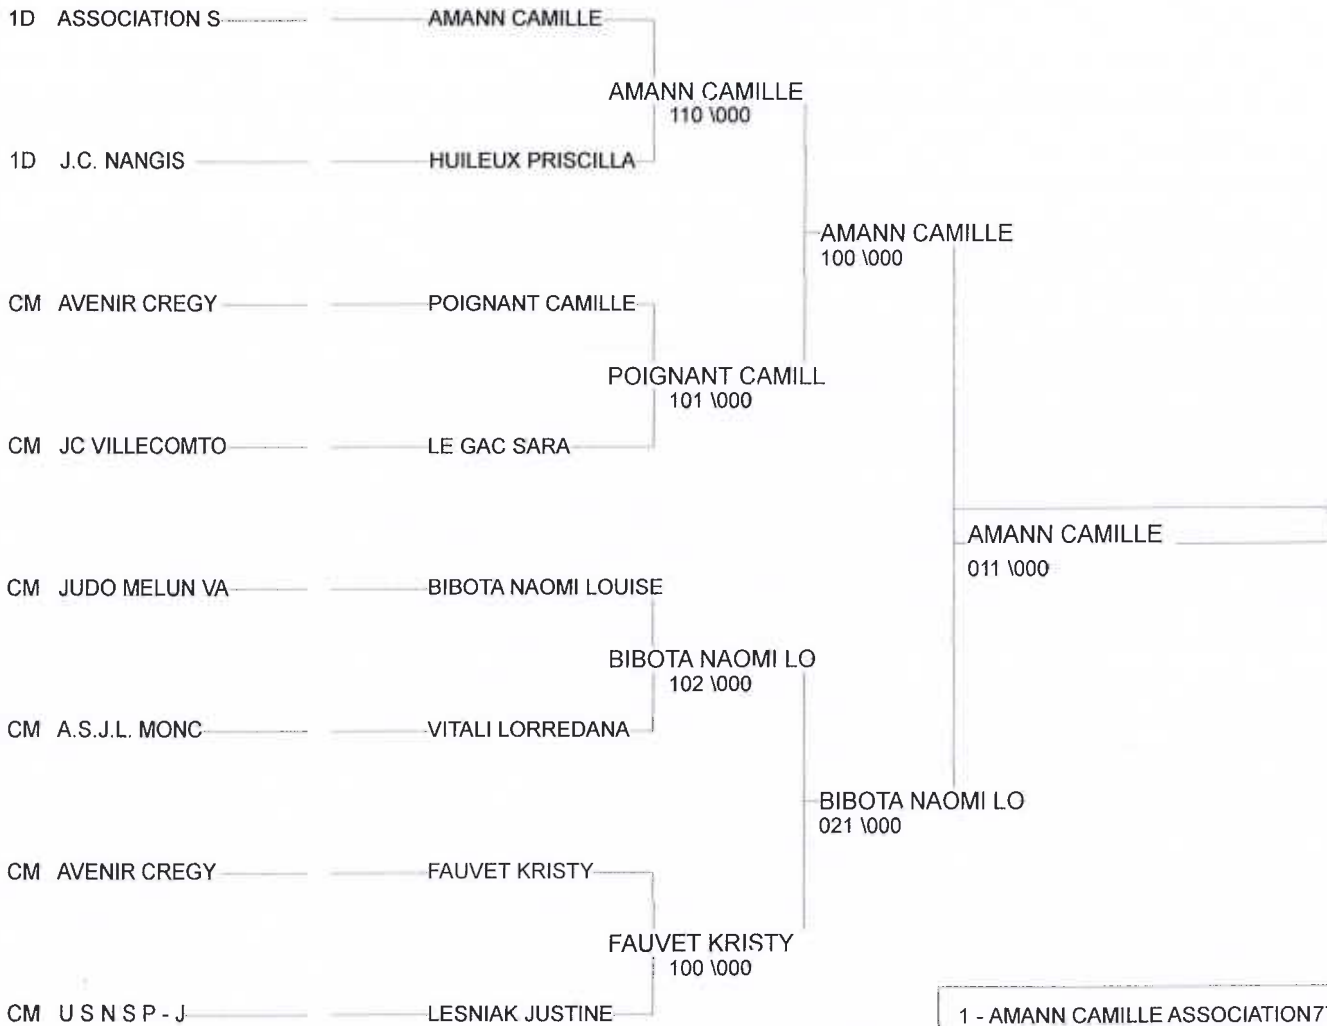 1D ASSOCIATION S AMANN CAMILLE
AMANN CAMILLE
110 \000
1D J.C. NANGIS HUILEUX PRISCILLA
AMANN CAMILLE
100 \000
CM AVENIR CREGY POIGNANT CAMILLE
POIGNANT CAMILL
101 \000
CM JC VILLECOMTO LE GAC SARA
AMANN CAMILLE
011 \000
CM JUDO MELUN VA BIBOTA NAOMI LOUISE
BIBOTA NAOMI LO
102 \000
CM A.S.J.L. MONC VITALI LORREDANA
BIBOTA NAOMI LO
021 \000
CM AVENIR CREGY FAUVET KRISTY
FAUVET KRISTY
100 \000
CM U S N S P - J LESNIAK JUSTINE
1 - AMANN CAMILLE ASSOCIATION7